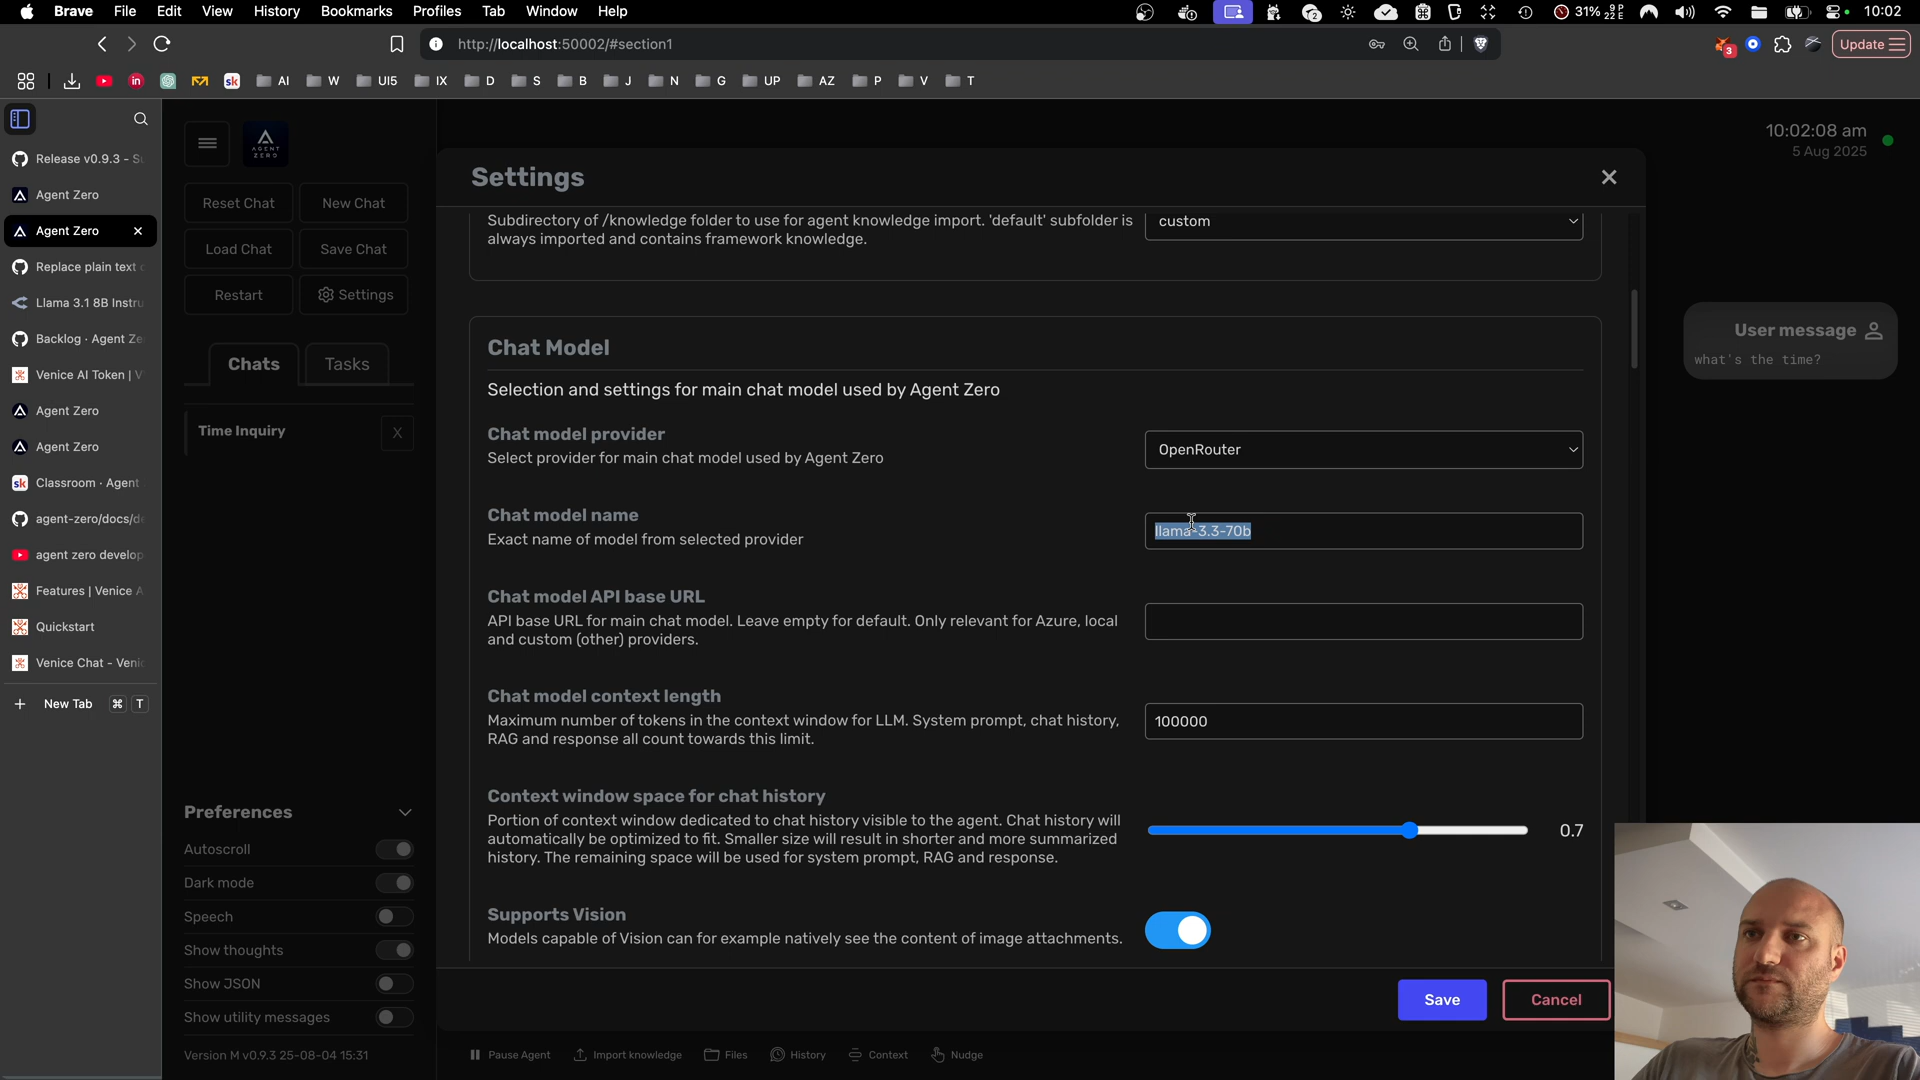 Brave File Edit View History Bookmarks Profiles Tab Window Help
2
31%
10:02
http://localhost:50002/#section1
3
Update
sk AI W UI5 IX D S B J N G UP AZ P V T
Release v0.9.3 - S
Agent Zero
Agent Zero
Replace plain text
Llama 3.1 8B Instru
Backlog · Agent Ze
Venice AI Token | V
Agent Zero
Agent Zero
sk Classroom · Agent
agent-zero/docs/de
agent zero develop
Features | Venice A
Quickstart
Venice Chat - Veni
+ New Tab ⌘ T
AGENT
ZERO
Reset Chat
New Chat
Load Chat
Save Chat
Restart
Settings
Chats
Tasks
Time Inquiry
X
Preferences
Autoscroll
Dark mode
Speech
Show thoughts
Show JSON
Show utility messages
Version M v0.9.3 25-08-04 15:31
Settings
Subdirectory of /knowledge folder to use for agent knowledge import. 'default' subfolder is
always imported and contains framework knowledge.
custom
Chat Model
Selection and settings for main chat model used by Agent Zero
Chat model provider
Select provider for main chat model used by Agent Zero
OpenRouter
Chat model name
Exact name of model from selected provider
llama-3.3-70b
Chat model API base URL
API base URL for main chat model. Leave empty for default. Only relevant for Azure, local
and custom (other) providers.
Chat model context length
Maximum number of tokens in the context window for LLM. System prompt, chat history,
RAG and response all count towards this limit.
100000
Context window space for chat history
Portion of context window dedicated to chat history visible to the agent. Chat history will
automatically be optimized to fit. Smaller size will result in shorter and more summarized
history. The remaining space will be used for system prompt, RAG and response.
0.7
Supports Vision
Models capable of Vision can for example natively see the content of image attachments.
Save
Cancel
Pause Agent
Import knowledge
Files
History
Context
Nudge
10:02:08 am
5 Aug 2025
User message
what's the time?